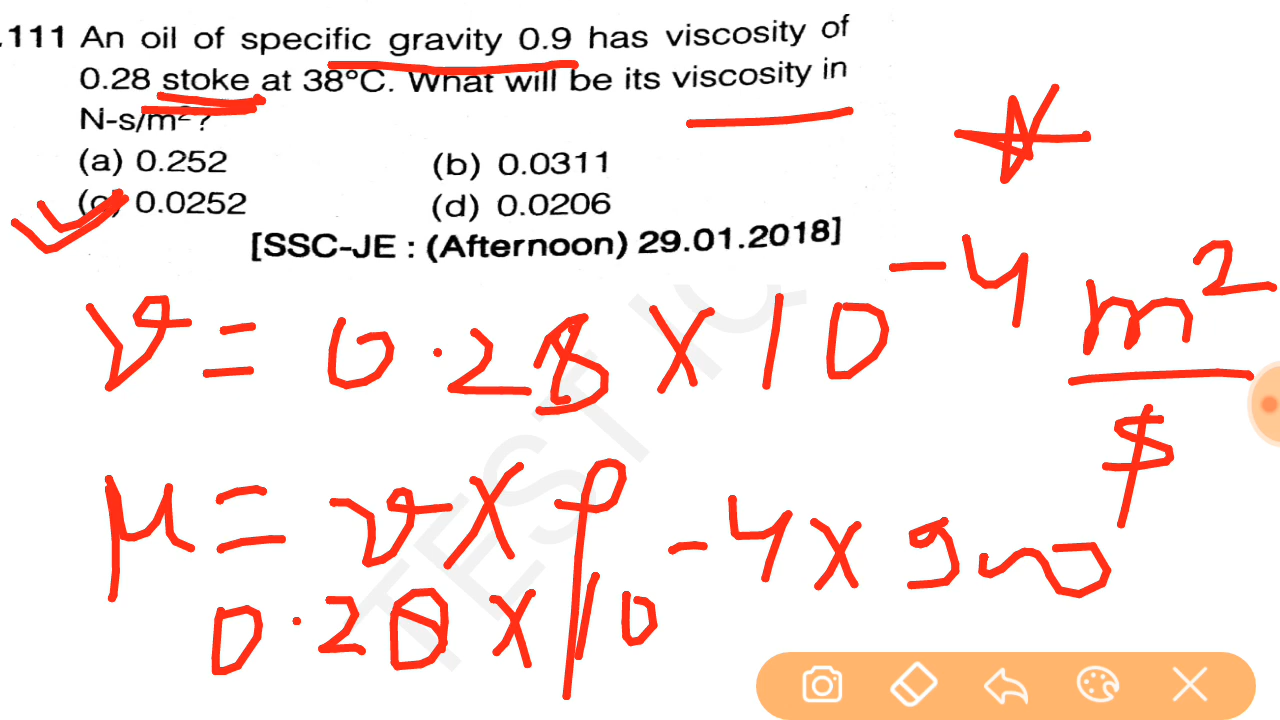 .111 An oil of specific gravity 0.9 has viscosity of
0.28 stoke at 38°C. What will be its viscosity in
N-s/m²?
(a) 0.252 (b) 0.0311
(c) 0.0252 (d) 0.0206
[SSC-JE : (Afternoon) 29.01.2018]
ϑ = 0.28 × 10⁻⁴ m²/s
μ = ϑ × ρ
0.28 × 10⁻⁴ × 900
TEST